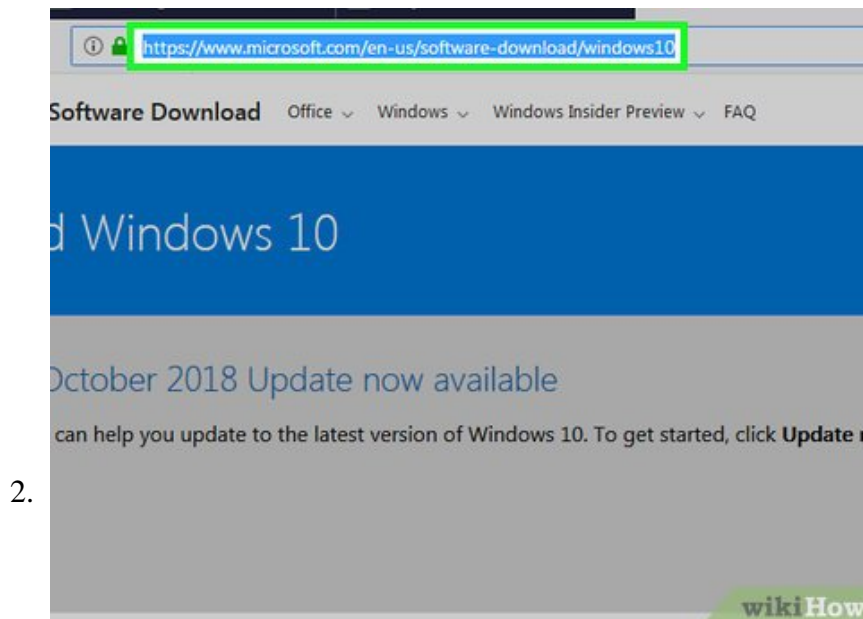 https://www.microsoft.com/en-us/software-download/windows10
Software Download Office Windows Windows Insider Preview FAQ
d Windows 10
October 2018 Update now available
can help you update to the latest version of Windows 10. To get started, click Update
2.
wikiHow